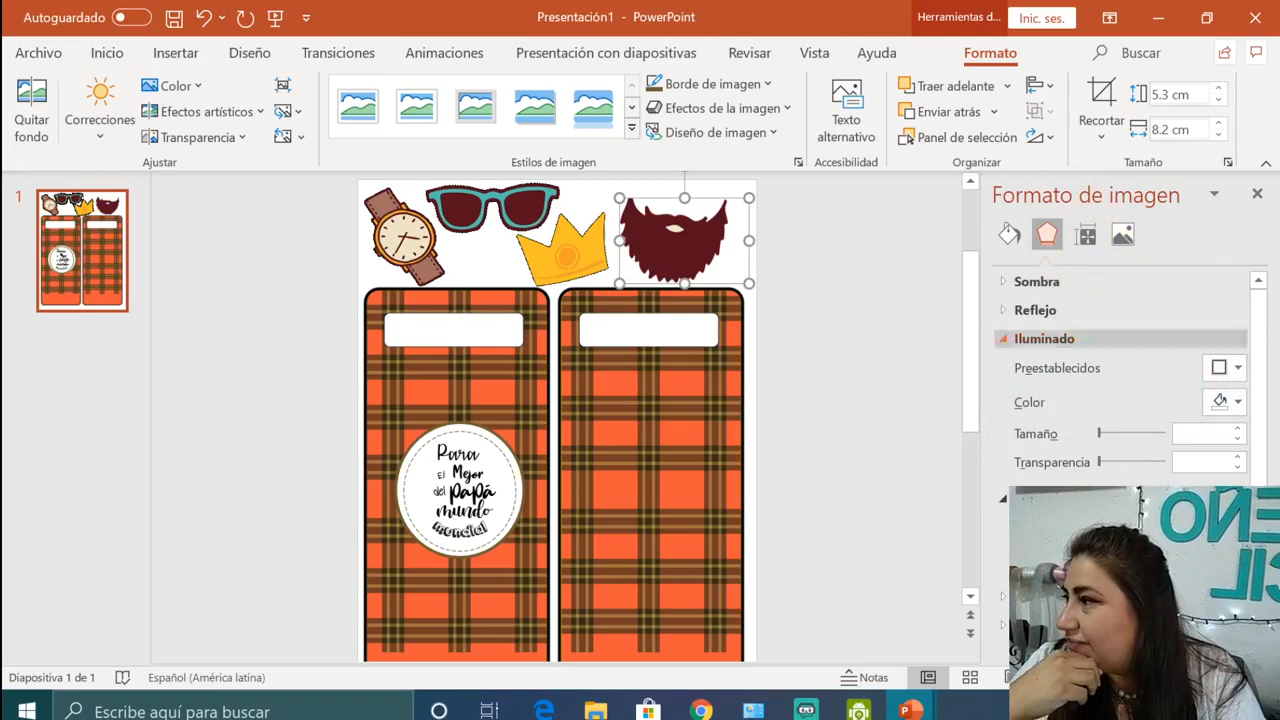 Autoguardado
Presentación1 - PowerPoint
Herramientas d...
Inic. ses.
Archivo
Inicio
Insertar
Diseño
Transiciones
Animaciones
Presentación con diapositivas
Revisar
Vista
Ayuda
Formato
Buscar
Quitar fondo
Correcciones
Color
Efectos artísticos
Transparencia
Ajustar
Estilos de imagen
Borde de imagen
Efectos de la imagen
Diseño de imagen
Texto alternativo
Accesibilidad
Traer adelante
Enviar atrás
Panel de selección
Organizar
Recortar
5.3 cm
8.2 cm
Tamaño
1
Para
El Mejor
del papá
mundo
mundial
Formato de imagen
Sombra
Reflejo
Iluminado
Preestablecidos
Color
Tamaño
Transparencia
Diapositiva 1 de 1
Español (América latina)
Notas
Escribe aquí para buscar